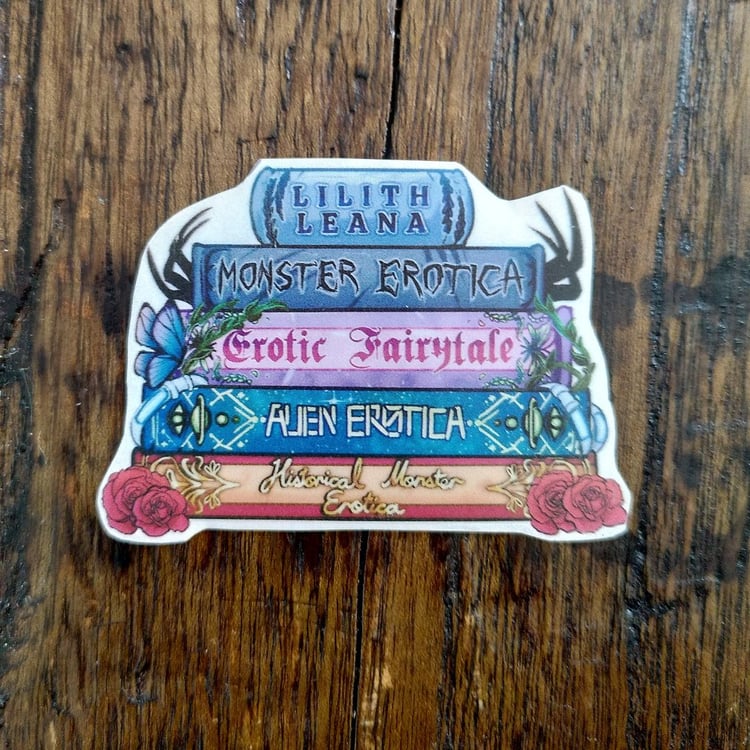 LILITH
LEANA
MONSTER EROTICA
Erotic Fairytale
ALIEN EROTICA
Historical Monster
Erotica